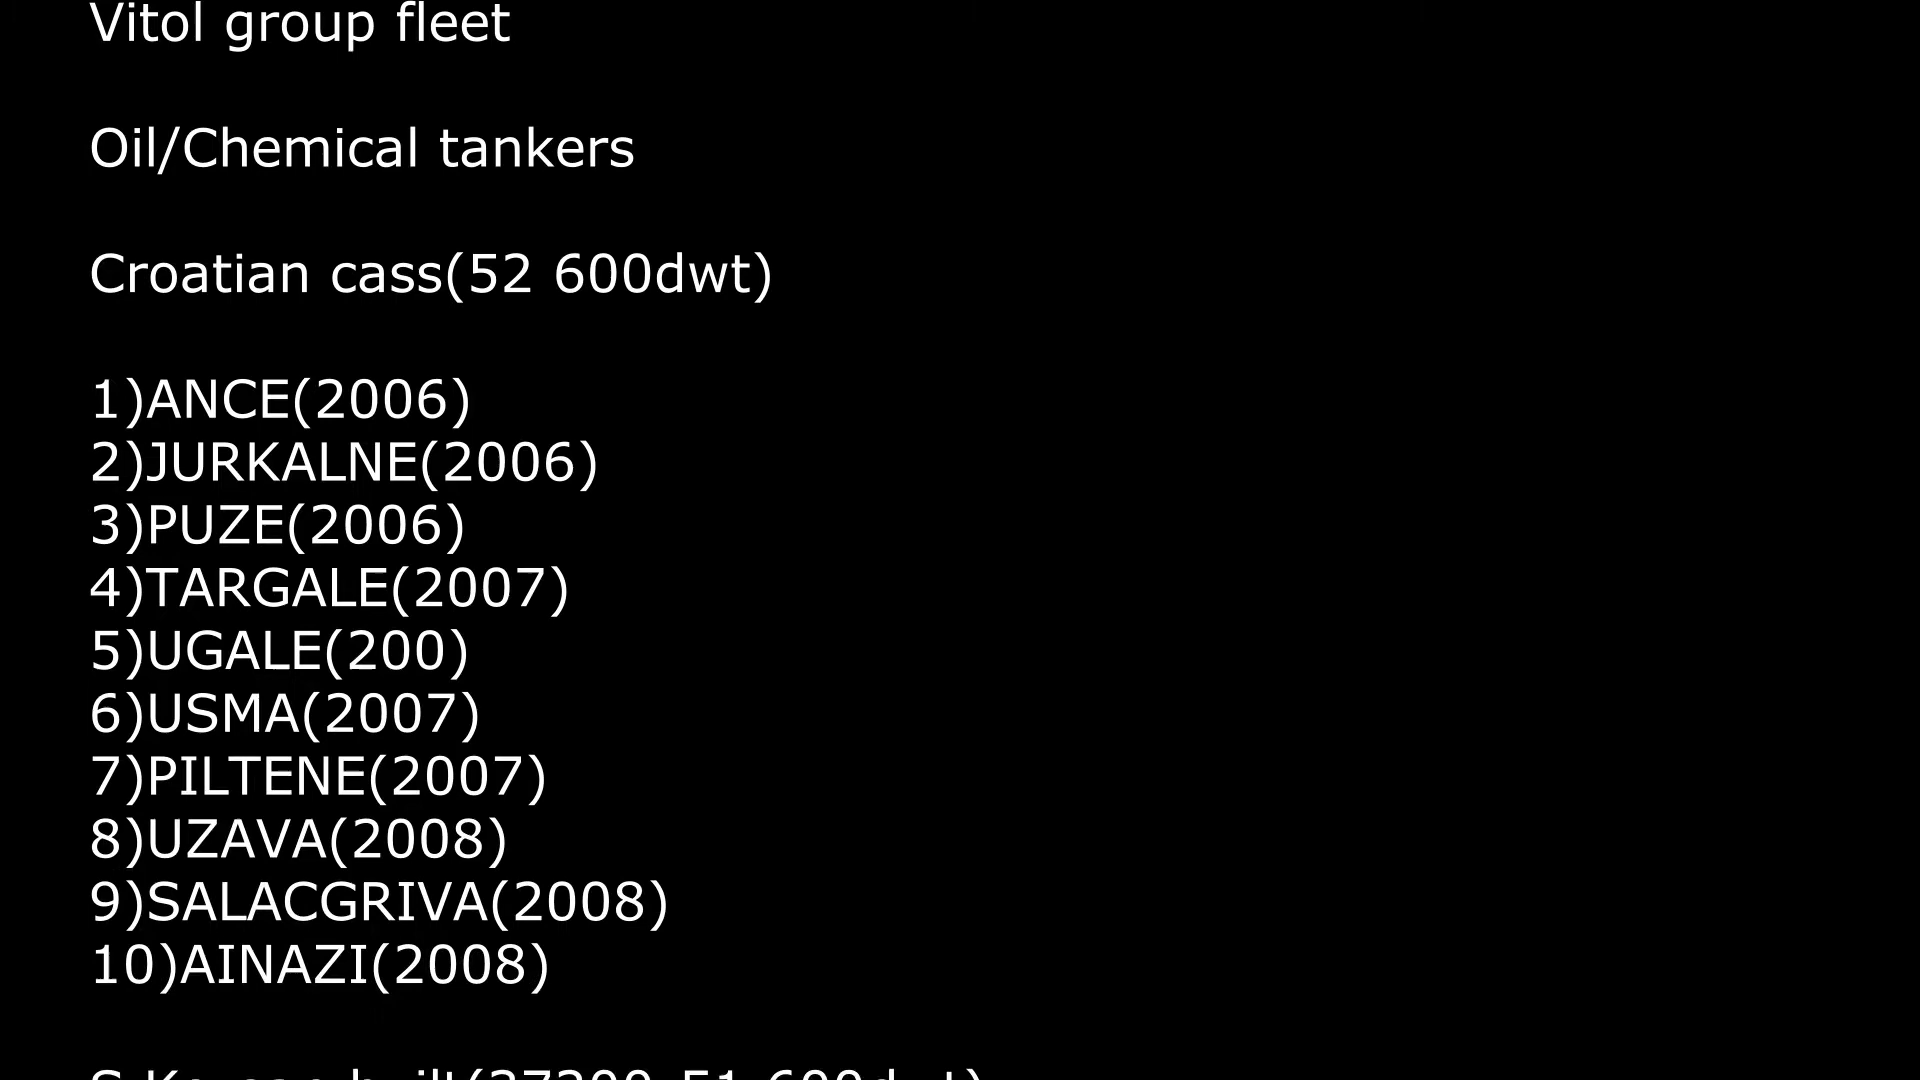 Vitol group fleet
Oil/Chemical tankers
Croatian cass(52 600dwt)
1)ANCE(2006)
2)JURKALNE(2006)
3)PUZE(2006)
4)TARGALE(2007)
5)UGALE(200)
6)USMA(2007)
7)PILTENE(2007)
8)UZAVA(2008)
9)SALACGRIVA(2008)
10)AINAZI(2008)